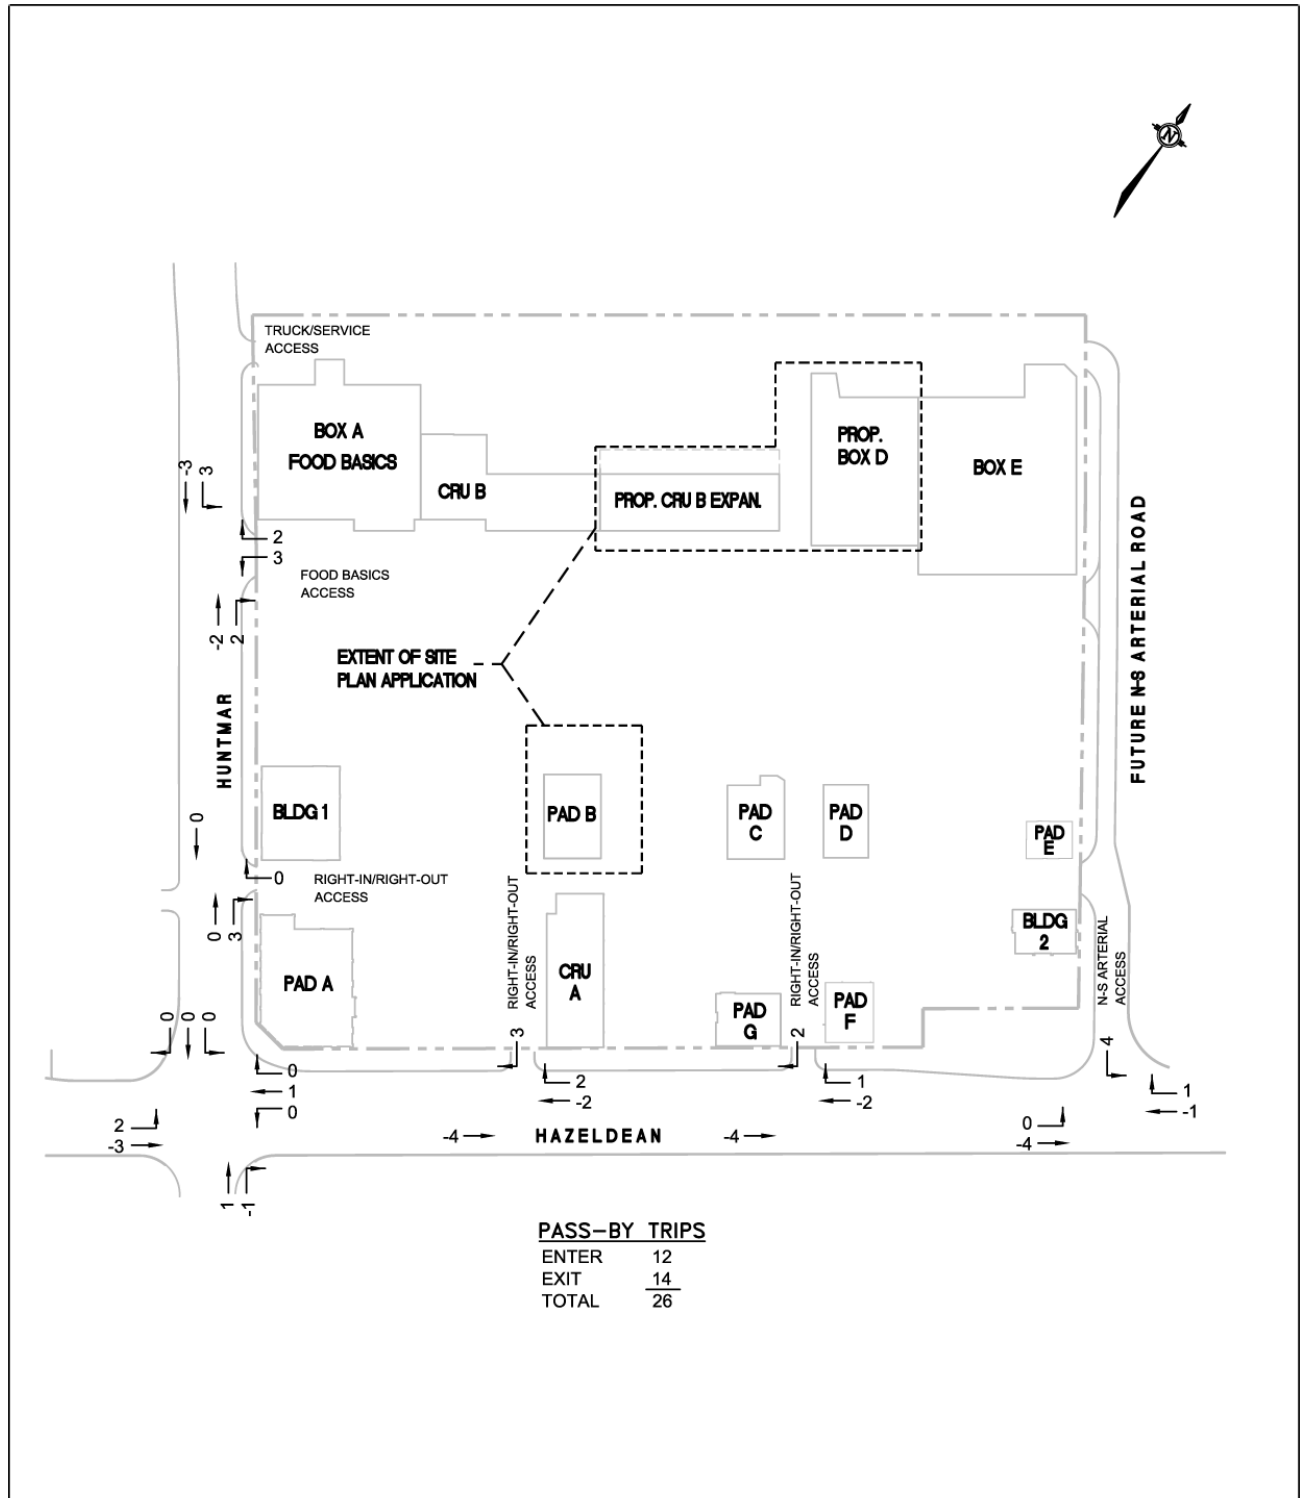 N
TRUCK/SERVICE
ACCESS
BOX A
FOOD BASICS
CRU B
PROP. CRU B EXPAN.
PROP.
BOX D
BOX E
-3
3
2
3
FOOD BASICS
ACCESS
-2
2
EXTENT OF SITE
PLAN APPLICATION
HUNTMAR
FUTURE N-S ARTERIAL ROAD
BLDG 1
PAD B
PAD
C
PAD
D
PAD
E
0
0
RIGHT-IN/RIGHT-OUT
ACCESS
0
3
PAD A
RIGHT-IN/RIGHT-OUT
ACCESS
CRU
A
RIGHT-IN/RIGHT-OUT
ACCESS
PAD
G
PAD
F
BLDG
2
N-S ARTERIAL
ACCESS
0
0
0
3
2
4
0
1
0
2
-2
1
-2
1
-1
2
-3
-4
HAZELDEAN
-4
0
-4
1
-1
PASS-BY TRIPS
ENTER 12
EXIT 14
TOTAL 26